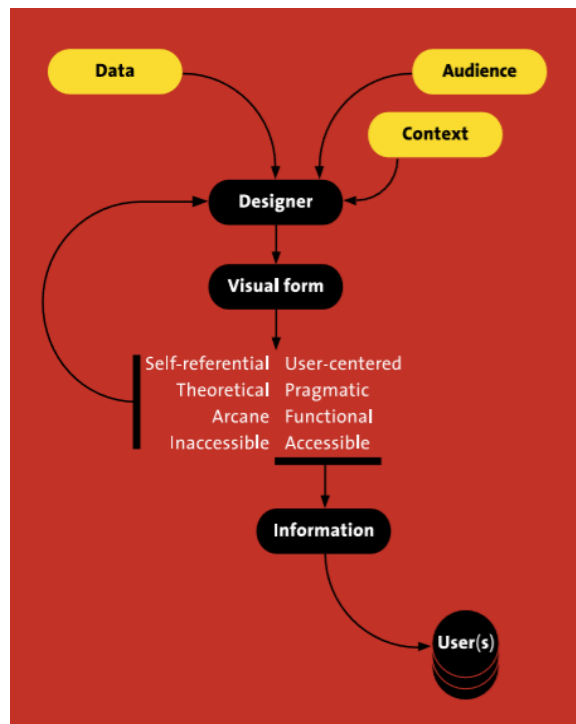 Data
Audience
Context
Designer
Visual form
Self-referential User-centered
Theoretical Pragmatic
Arcane Functional
Inaccessible Accessible
Information
User(s)